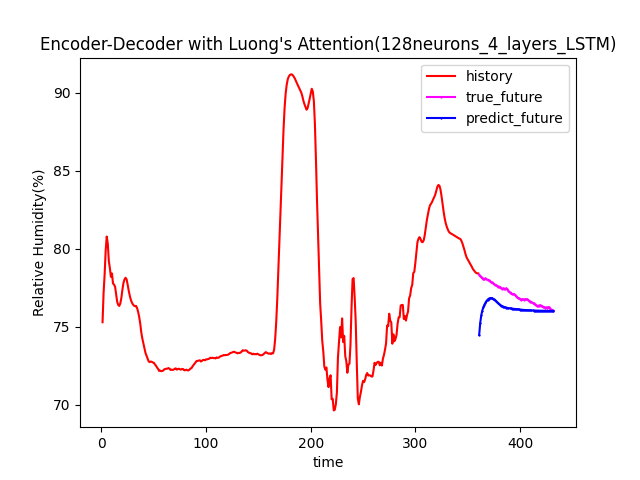 Encoder-Decoder with Luong's Attention(128neurons_4_layers_LSTM)
history
true_future
predict_future
90
85
80
75
70
Relative Humidity(%)
0 100 200 300 400
time